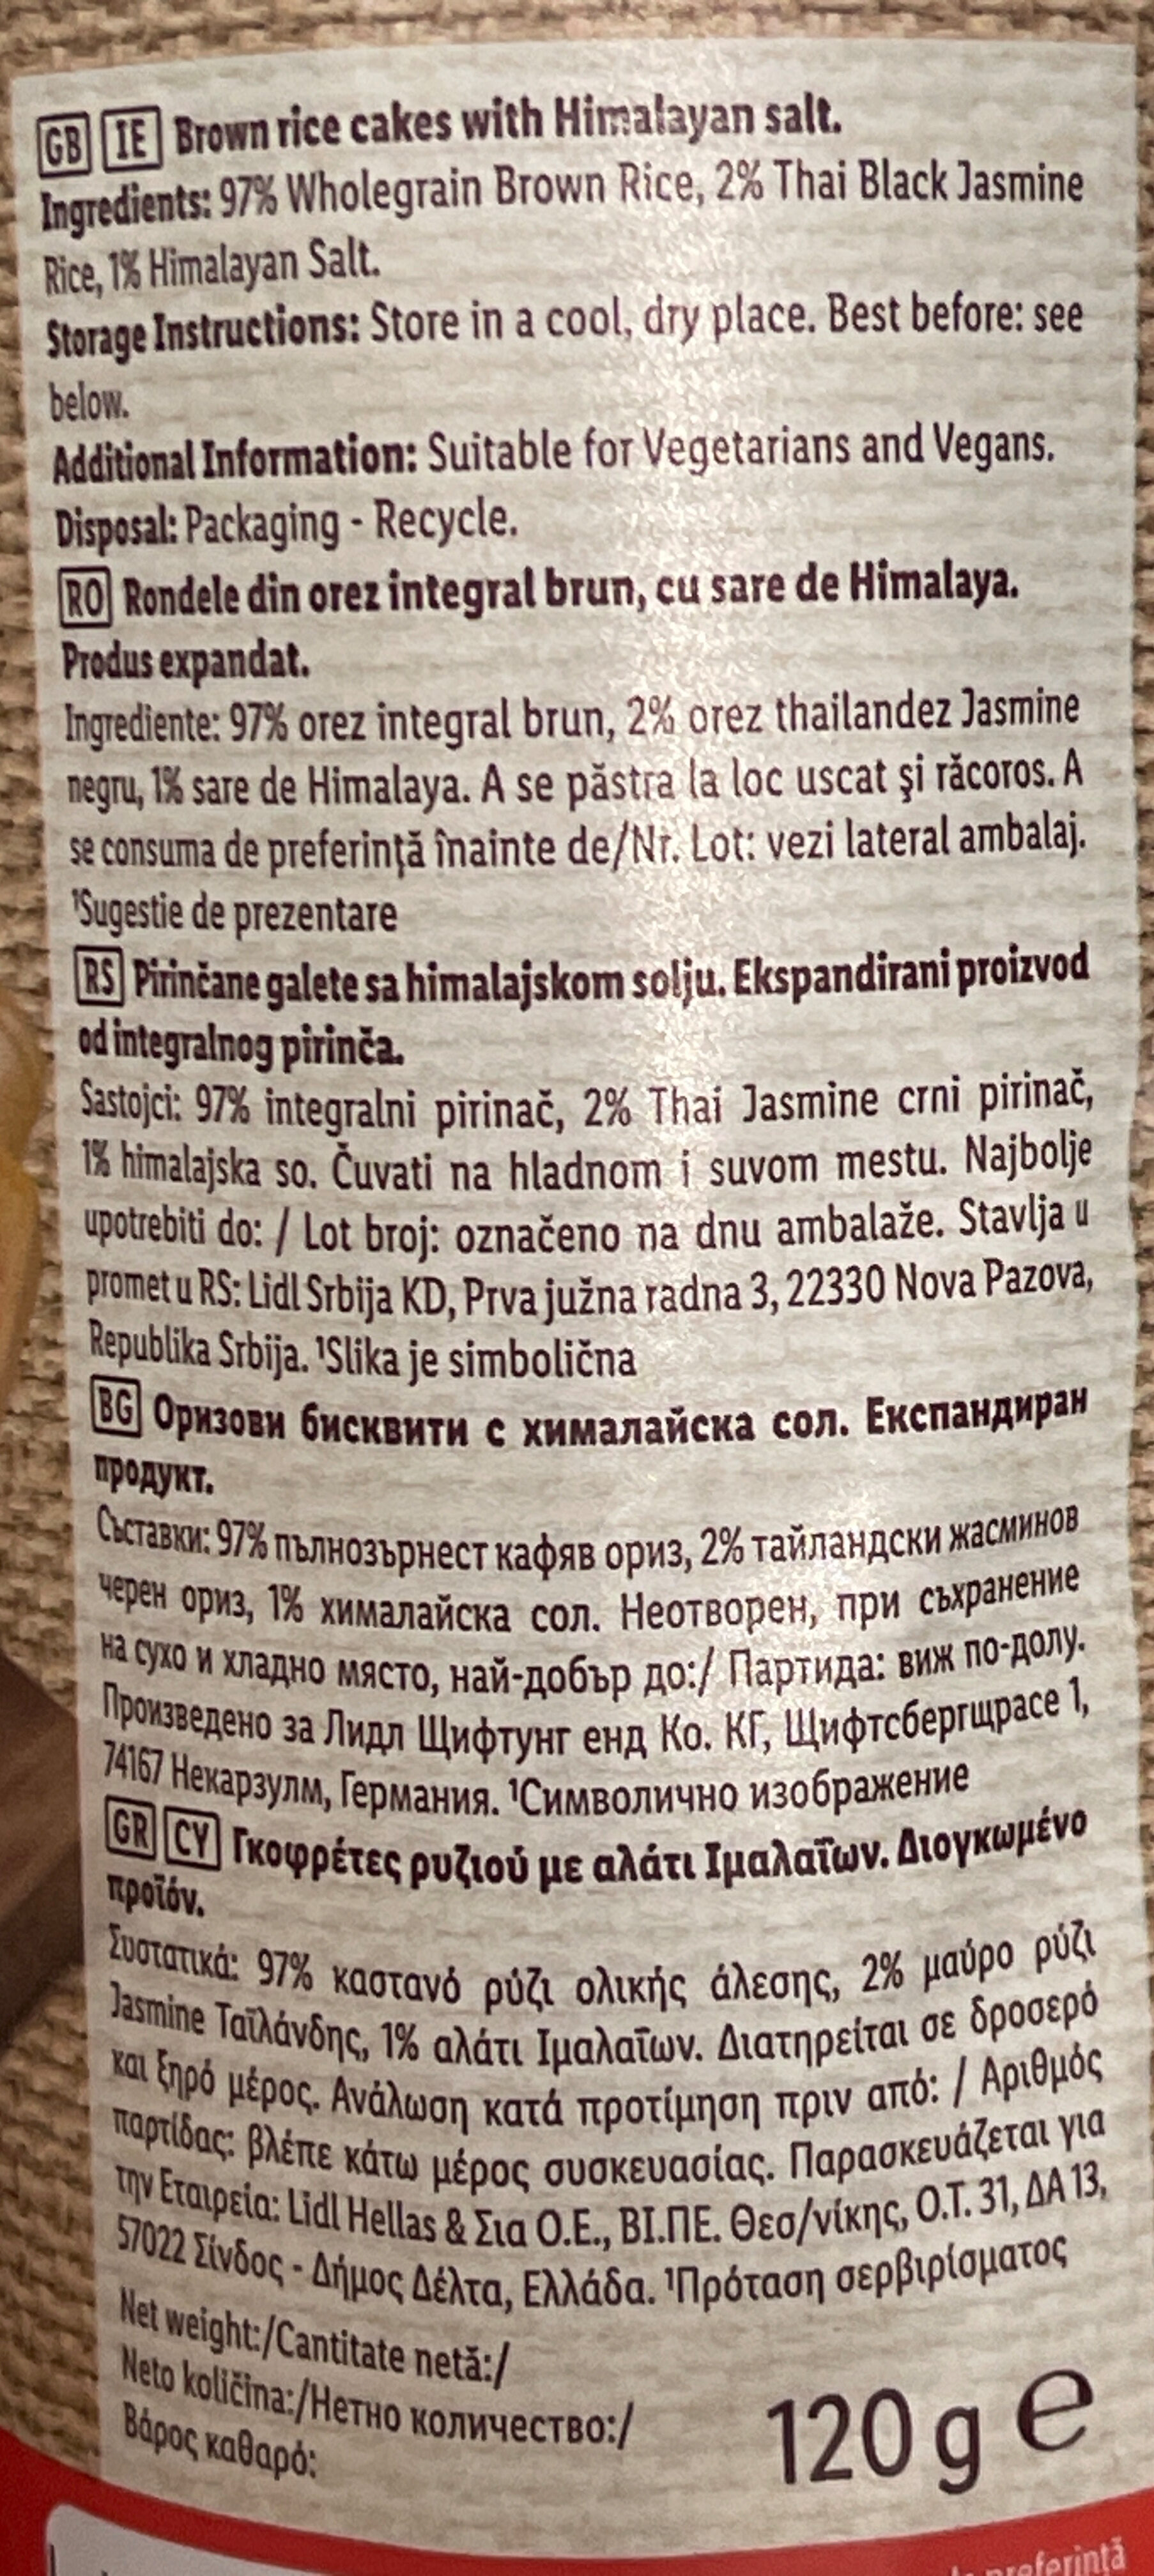 GB IE Brown rice cakes with Himalayan salt.
Ingredients: 97% Wholegrain Brown Rice, 2% Thai Black Jasmine
Rice, 1% Himalayan Salt.
Storage Instructions: Store in a cool, dry place. Best before: see
below.
Additional Information: Suitable for Vegetarians and Vegans.
Disposal: Packaging - Recycle.
RO Rondele din orez integral brun, cu sare de Himalaya.
Produs expandat.
Ingrediente: 97% orez integral brun, 2% orez thailandez Jasmine
negru, 1% sare de Himalaya. A se păstra la loc uscat şi răcoros. A
se consuma de preferinţă înainte de/Nr. Lot: vezi lateral ambalaj.
¹Sugestie de prezentare
RS Pirinčane galete sa himalajskom solju. Ekspandirani proizvod
od integralnog pirinča.
Sastojci: 97% integralni pirinač, 2% Thai Jasmine crni pirinač,
1% himalajska so. Čuvati na hladnom i suvom mestu. Najbolje
upotrebiti do: / Lot broj: označeno na dnu ambalaže. Stavlja u
promet u RS: Lidl Srbija KD, Prva južna radna 3, 22330 Nova Pazova,
Republika Srbija. ¹Slika je simbolična
BG Оризови бисквити с хималайска сол. Експандиран
продукт.
Съставки: 97% пълнозърнест кафяв ориз, 2% тайландски жасминов
черен ориз, 1% хималайска сол. Неотворен, при съхранение
на сухо и хладно място, най-добър до:/ Партида: виж по-долу.
Произведено за Лидл Щифтунг енд Ко. КГ, Щифтсбергщрасе 1,
74167 Некарзулм, Германия. ¹Символично изображение
GR CY Γκοφρέτες ρυζιού με αλάτι Ιμαλαΐων. Διογκωμένο
προϊόν.
Συστατικά: 97% καστανό ρύζι ολικής άλεσης, 2% μαύρο ρύζι
Jasmine Ταϊλάνδης, 1% αλάτι Ιμαλαΐων. Διατηρείται σε δροσερό
και ξηρό μέρος. Ανάλωση κατά προτίμηση πριν από: / Αριθμός
παρτίδας: βλέπε κάτω μέρος συσκευασίας. Παρασκευάζεται για
την Εταιρεία: Lidl Hellas & Σια Ο.Ε., ΒΙ.ΠΕ. Θεσ/νίκης, Ο.Τ. 31, ΔΑ 13,
57022 Σίνδος - Δήμος Δέλτα, Ελλάδα. ¹Πρόταση σερβιρίσματος
Net weight:/Cantitate netă:/
Neto količina:/Нетно количество:/
Βάρος καθαρό:
120 g e
preferinţă